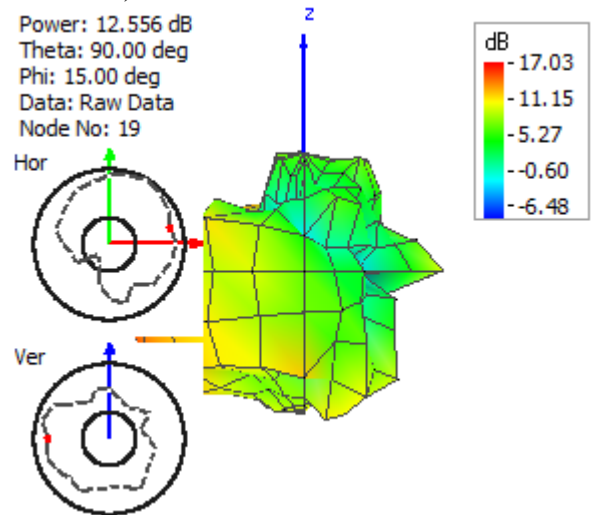 Power: 12.556 dB
Theta: 90.00 deg
Phi: 15.00 deg
Data: Raw Data
Node No: 19
Hor
Ver
z
dB
17.03
11.15
5.27
-0.60
-6.48